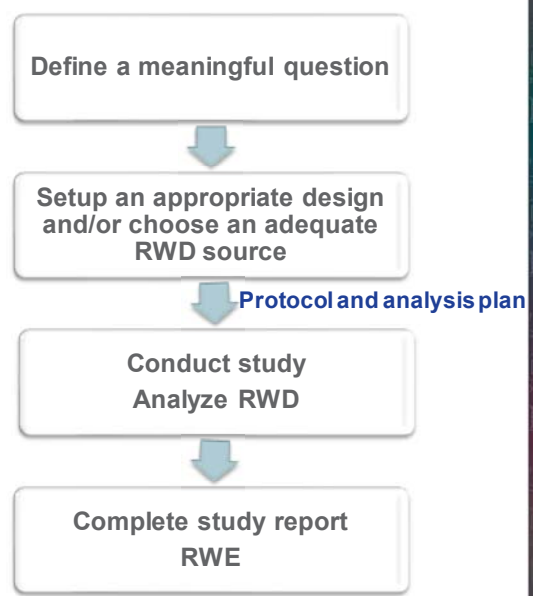 Define a meaningful question
Setup an appropriate design
and/or choose an adequate
RWD source
Protocol and analysis plan
Conduct study
Analyze RWD
Complete study report
RWE